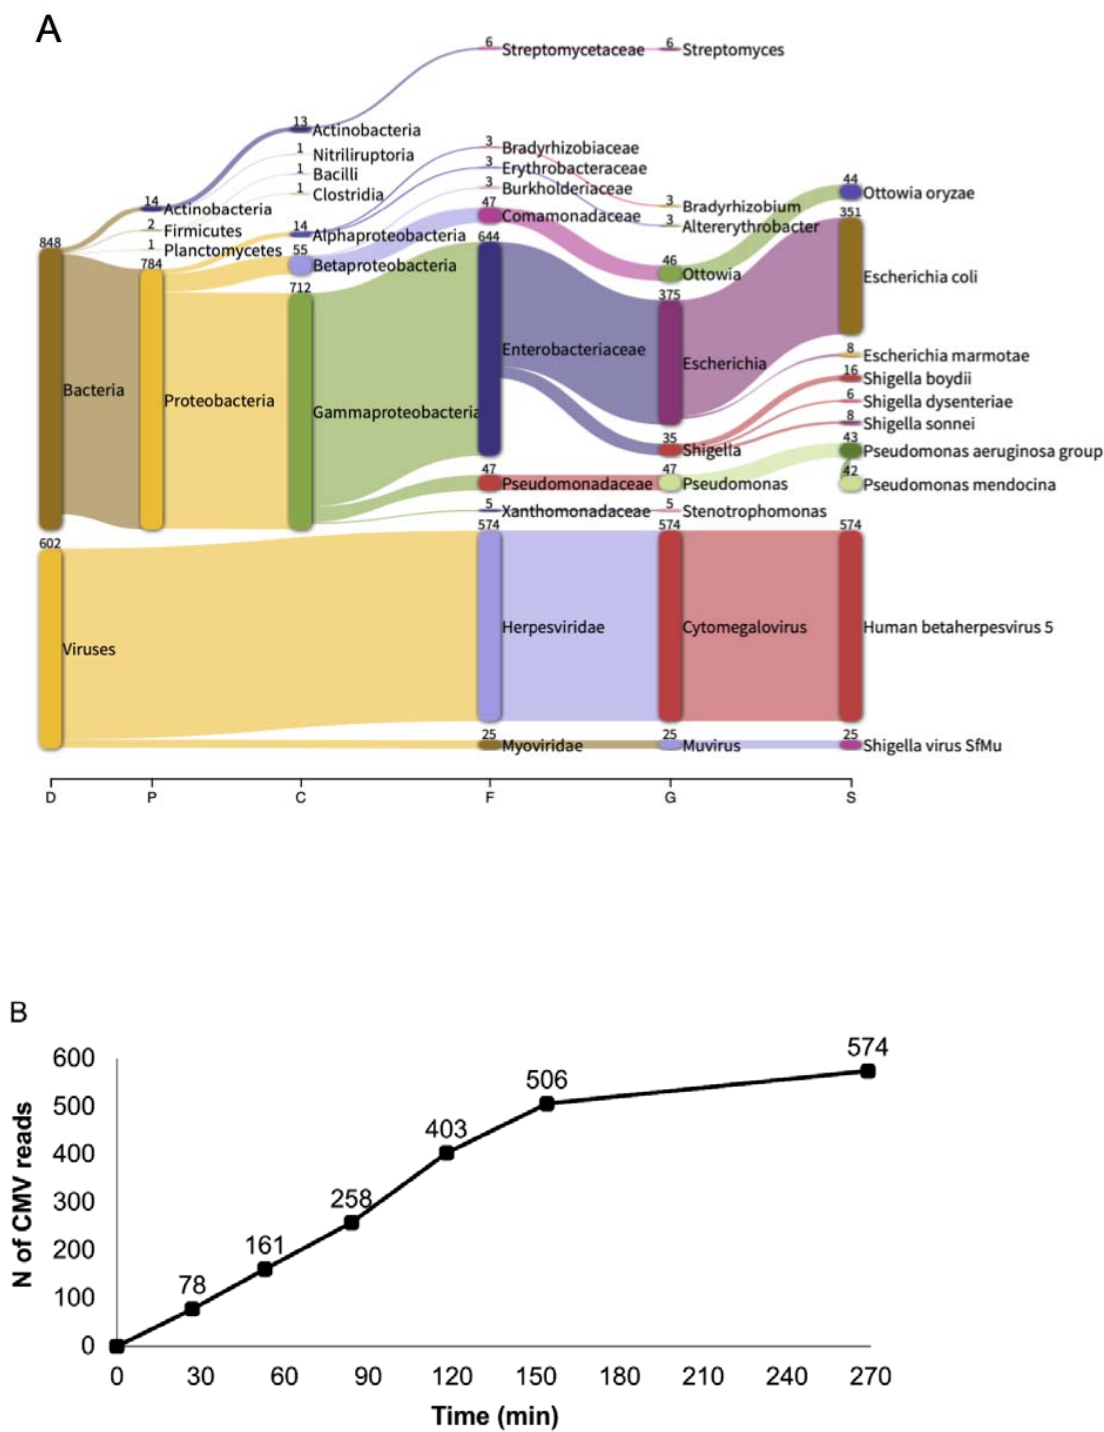 A
6 Streptomycetaceae 6 Streptomyces
13 Actinobacteria
1 Nitriliruptoria
1 Bacilli
1 Clostridia
3 Bradyrhizobiaceae
3 Erythrobacteraceae
3 Burkholderiaceae
47 Comamonadaceae
3 Bradyrhizobium
3 Altererythrobacter
44 Ottowia oryzae
14 Actinobacteria
2 Firmicutes
1 Planctomycetes
14 Alphaproteobacteria
55 Betaproteobacteria
46 Ottowia
351 Escherichia coli
848 Bacteria
784 Proteobacteria
712 Gammaproteobacteria
644 Enterobacteriaceae
375 Escherichia
8 Escherichia marmotae
16 Shigella boydii
6 Shigella dysenteriae
8 Shigella sonnei
35 Shigella
43 Pseudomonas aeruginosa group
47 Pseudomonadaceae 47 Pseudomonas 42 Pseudomonas mendocina
5 Xanthomonadaceae 5 Stenotrophomonas
602 Viruses
574 Herpesviridae 574 Cytomegalovirus 574 Human betaherpesvirus 5
25 Myoviridae 25 Muvirus 25 Shigella virus SfMu
D P C F G S
B
N of CMV reads
600
500
400
300
200
100
0
78
161
258
403
506
574
0 30 60 90 120 150 180 210 240 270
Time (min)